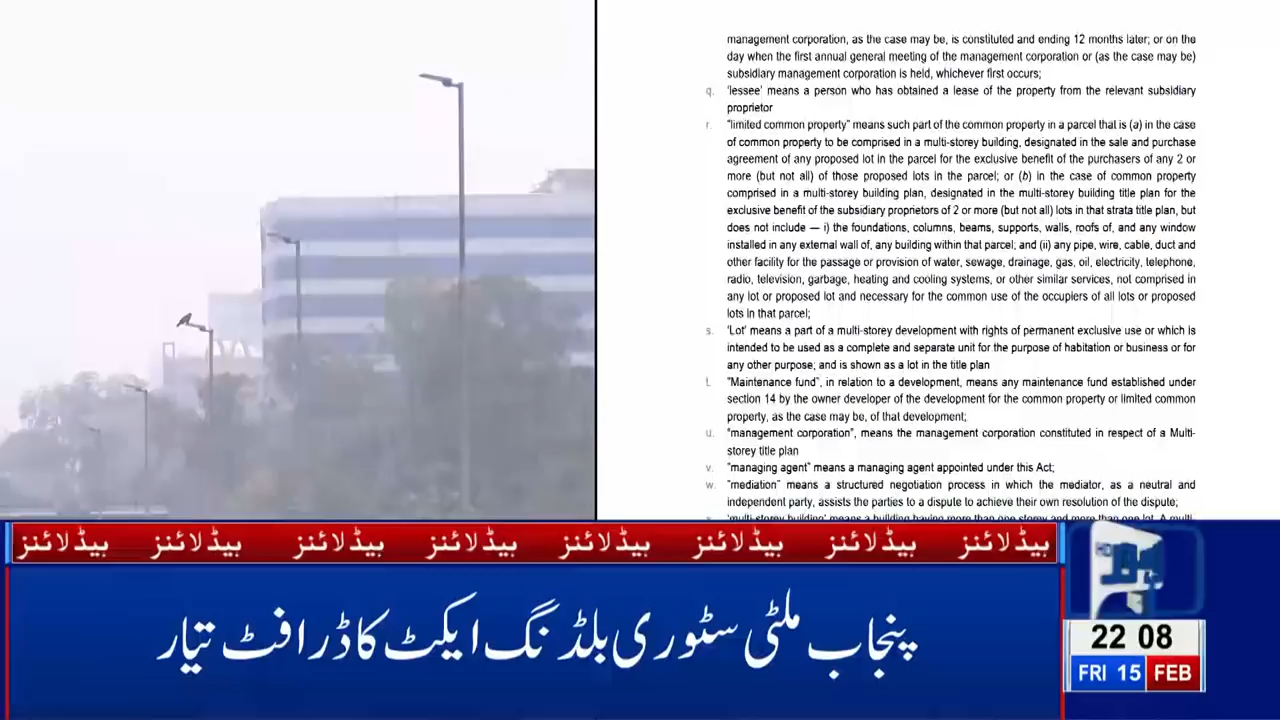 management corporation, as the case may be, is constituted and ending 12 months later; or on the
day when the first annual general meeting of the management corporation or (as the case may be)
subsidiary management corporation is held, whichever first occurs;
q. 'lessee' means a person who has obtained a lease of the property from the relevant subsidiary
proprietor
r. "limited common property" means such part of the common property in a parcel that is (a) in the case
of common property to be comprised in a multi-storey building, designated in the sale and purchase
agreement of any proposed lot in the parcel for the exclusive benefit of the purchasers of any 2 or
more (but not all) of those proposed lots in the parcel; or (b) in the case of common property
comprised in a multi-storey building plan, designated in the multi-storey building title plan for the
exclusive benefit of the subsidiary proprietors of 2 or more (but not all) lots in that strata title plan, but
does not include — i) the foundations, columns, beams, supports, walls, roofs of, and any window
installed in any external wall of, any building within that parcel; and (ii) any pipe, wire, cable, duct and
other facility for the passage or provision of water, sewage, drainage, gas, oil, electricity, telephone,
radio, television, garbage, heating and cooling systems, or other similar services, not comprised in
any lot or proposed lot and necessary for the common use of the occupiers of all lots or proposed
lots in that parcel;
s. 'Lot' means a part of a multi-storey development with rights of permanent exclusive use or which is
intended to be used as a complete and separate unit for the purpose of habitation or business or for
any other purpose; and is shown as a lot in the title plan
t. "Maintenance fund", in relation to a development, means any maintenance fund established under
section 14 by the owner developer of the development for the common property or limited common
property, as the case may be, of that development;
u. "management corporation", means the management corporation constituted in respect of a Multi-
storey title plan
v. "managing agent" means a managing agent appointed under this Act;
w. "mediation" means a structured negotiation process in which the mediator, as a neutral and
independent party, assists the parties to a dispute to achieve their own resolution of the dispute;
'multi-storey building' means a building having more than one storey and more than one lot. A multi-
ہیڈلائنز ہیڈلائنز ہیڈلائنز ہیڈلائنز ہیڈلائنز ہیڈلائنز ہیڈلائنز ہیڈلائنز
پنجاب ملٹی سٹوری بلڈنگ ایکٹ کا ڈرافٹ تیار
HD
22 08
FRI 15 FEB